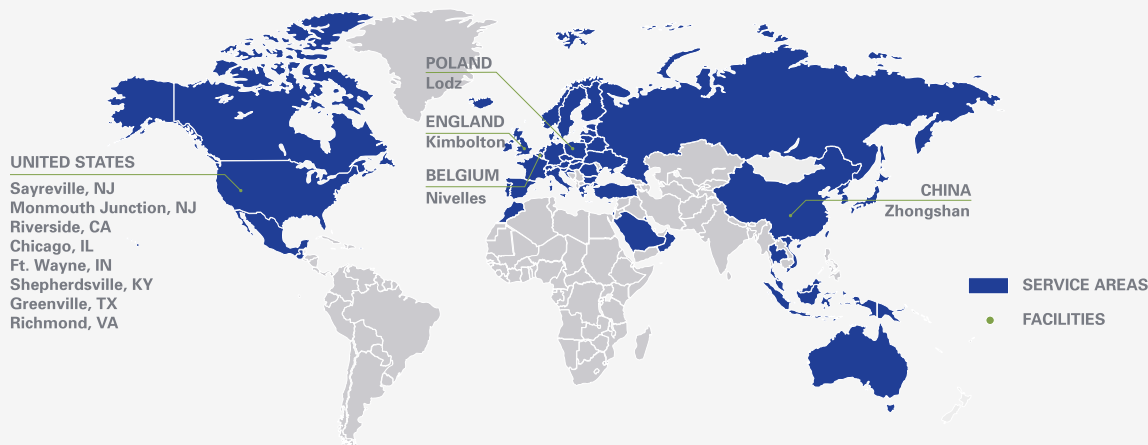 UNITED STATES
Sayreville, NJ
Monmouth Junction, NJ
Riverside, CA
Chicago, IL
Ft. Wayne, IN
Shepherdsville, KY
Greenville, TX
Richmond, VA
POLAND
Lodz
ENGLAND
Kimbolton
BELGIUM
Nivelles
CHINA
Zhongshan
SERVICE AREAS
FACILITIES